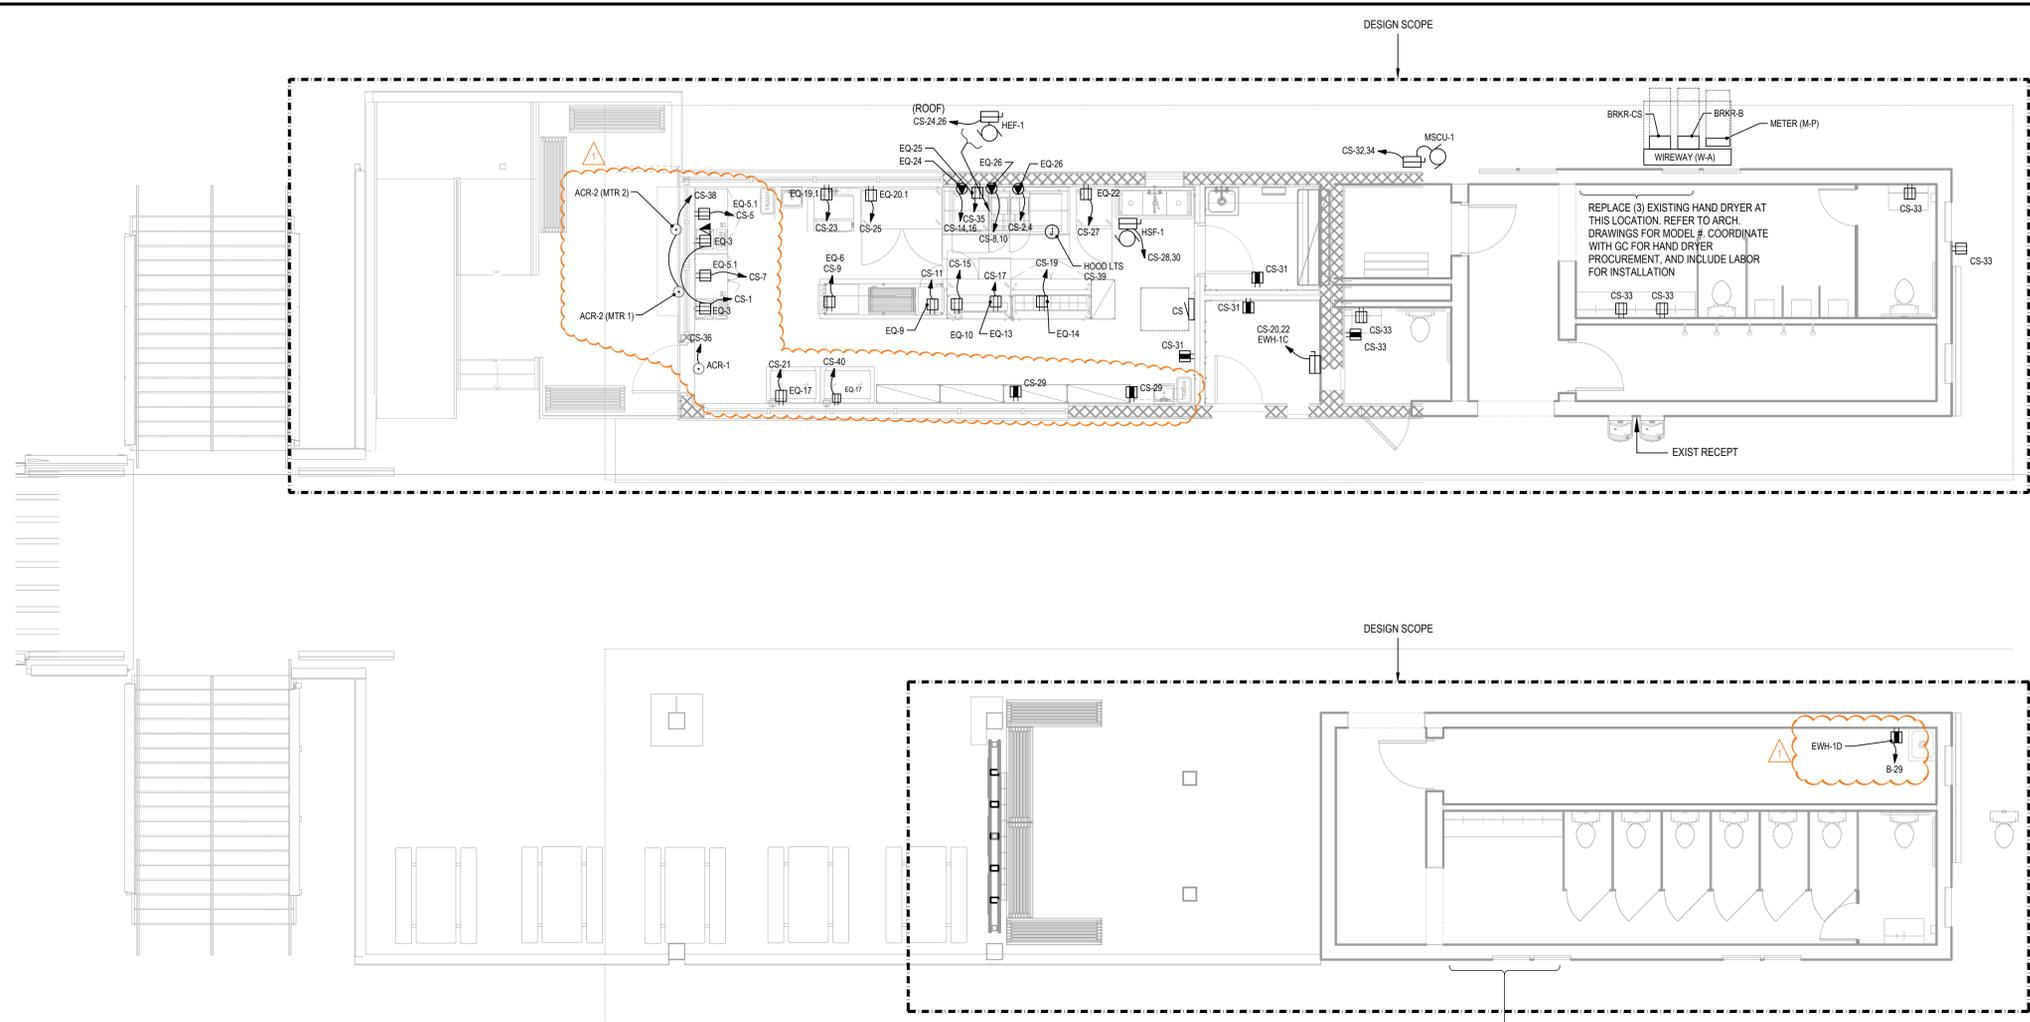 DESIGN SCOPE
(ROOF)
CS-24,26
HEF-1
BRKR-CS
BRKR-B
METER (M-P)
WIREWAY (W-A)
MSCU-1
CS-32,34
1
EQ-25
EQ-24
EQ-26
EQ-26
ACR-2 (MTR 2)
CS-38
EQ-5.1
CS-5
TRASH
EQ-19.1
EQ-20.1
EQ-22
CS-23
CS-25
CS-35
CS-14,16
CS-8,10
CS-2,4
CS-27
HSF-1
CS-28,30
J
HOOD LTS
CS-39
EQ-3
EQ-5.1
CS-7
CS-1
EQ-3
ACR-2 (MTR 1)
EQ-6
CS-9
CS-11
CS-15
CS-17
CS-19
EQ-9
EQ-10
EQ-13
EQ-14
CS
CS-31
CS-31
CS-31
CS-20,22
EWH-1C
CS-33
CS-33
REPLACE (3) EXISTING HAND DRYER AT
THIS LOCATION. REFER TO ARCH.
DRAWINGS FOR MODEL #. COORDINATE
WITH GC FOR HAND DRYER
PROCUREMENT, AND INCLUDE LABOR
FOR INSTALLATION
CS-33
CS-33
CS-33
CS-33
CS-36
ACR-1
CS-21
CS-40
EQ-17
EQ-17
CS-29
CS-29
TRASH
EXIST RECEPT
DESIGN SCOPE
1
EWH-1D
B-29